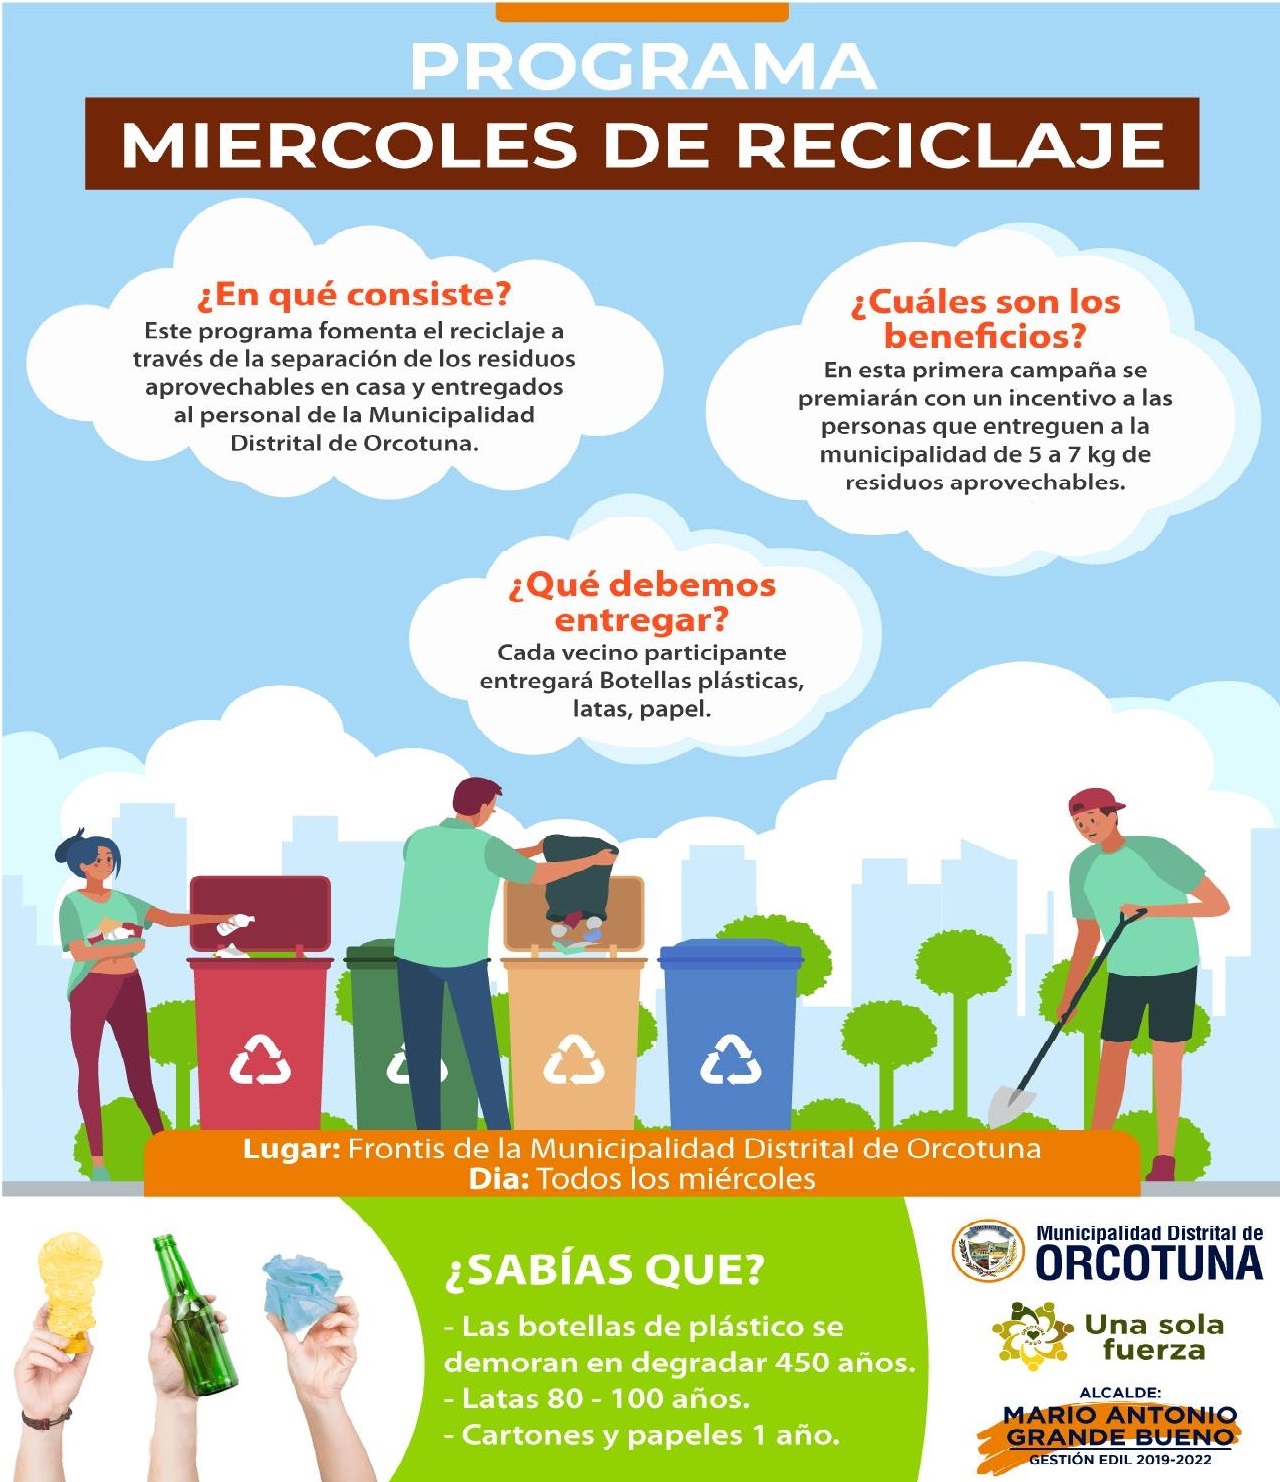 PROGRAMA
MIERCOLES DE RECICLAJE
¿En qué consiste?
Este programa fomenta el reciclaje a
través de la separación de los residuos
aprovechables en casa y entregados
al personal de la Municipalidad
Distrital de Orcotuna.
¿Cuáles son los
beneficios?
En esta primera campaña se
premiarán con un incentivo a las
personas que entreguen a la
municipalidad de 5 a 7 kg de
residuos aprovechables.
¿Qué debemos
entregar?
Cada vecino participante
entregará Botellas plásticas,
latas, papel.
Lugar: Frontis de la Municipalidad Distrital de Orcotuna
Dia: Todos los miércoles
¿SABÍAS QUE?
- Las botellas de plástico se
demoran en degradar 450 años.
- Latas 80 - 100 años.
- Cartones y papeles 1 año.
Municipalidad Distrital de
ORCOTUNA
Una sola
fuerza
ALCALDE:
MARIO ANTONIO
GRANDE BUENO
GESTIÓN EDIL 2019-2022